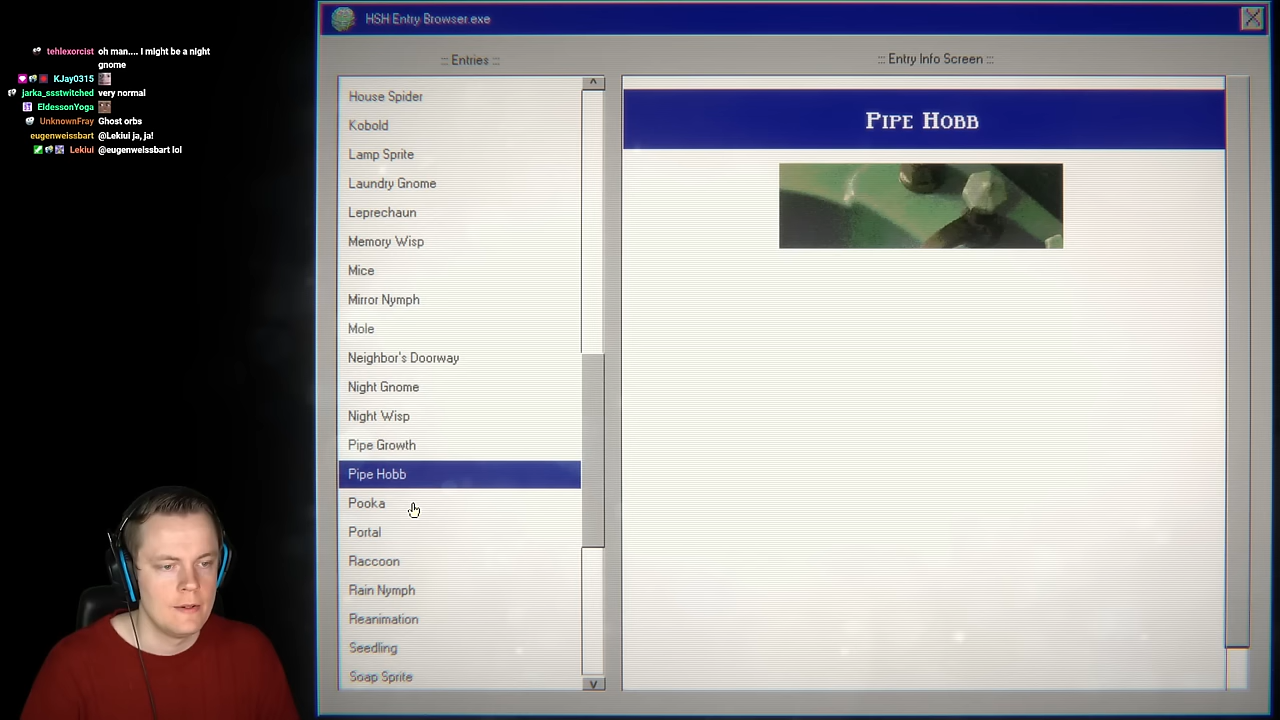 HSH Entry Browser.exe
tehlexorcist oh man.... I might be a night
gnome
KJay0315
jarka_ssstwitched very normal
EldessonYoga
UnknownFray Ghost orbs
eugenweissbart @Lekiui ja, ja!
Lekiui @eugenweissbart lol
::: Entries :::
House Spider
Kobold
Lamp Sprite
Laundry Gnome
Leprechaun
Memory Wisp
Mice
Mirror Nymph
Mole
Neighbor's Doorway
Night Gnome
Night Wisp
Pipe Growth
Pipe Hobb
Pooka
Portal
Raccoon
Rain Nymph
Reanimation
Seedling
Soap Sprite
::: Entry Info Screen :::
Pipe Hobb